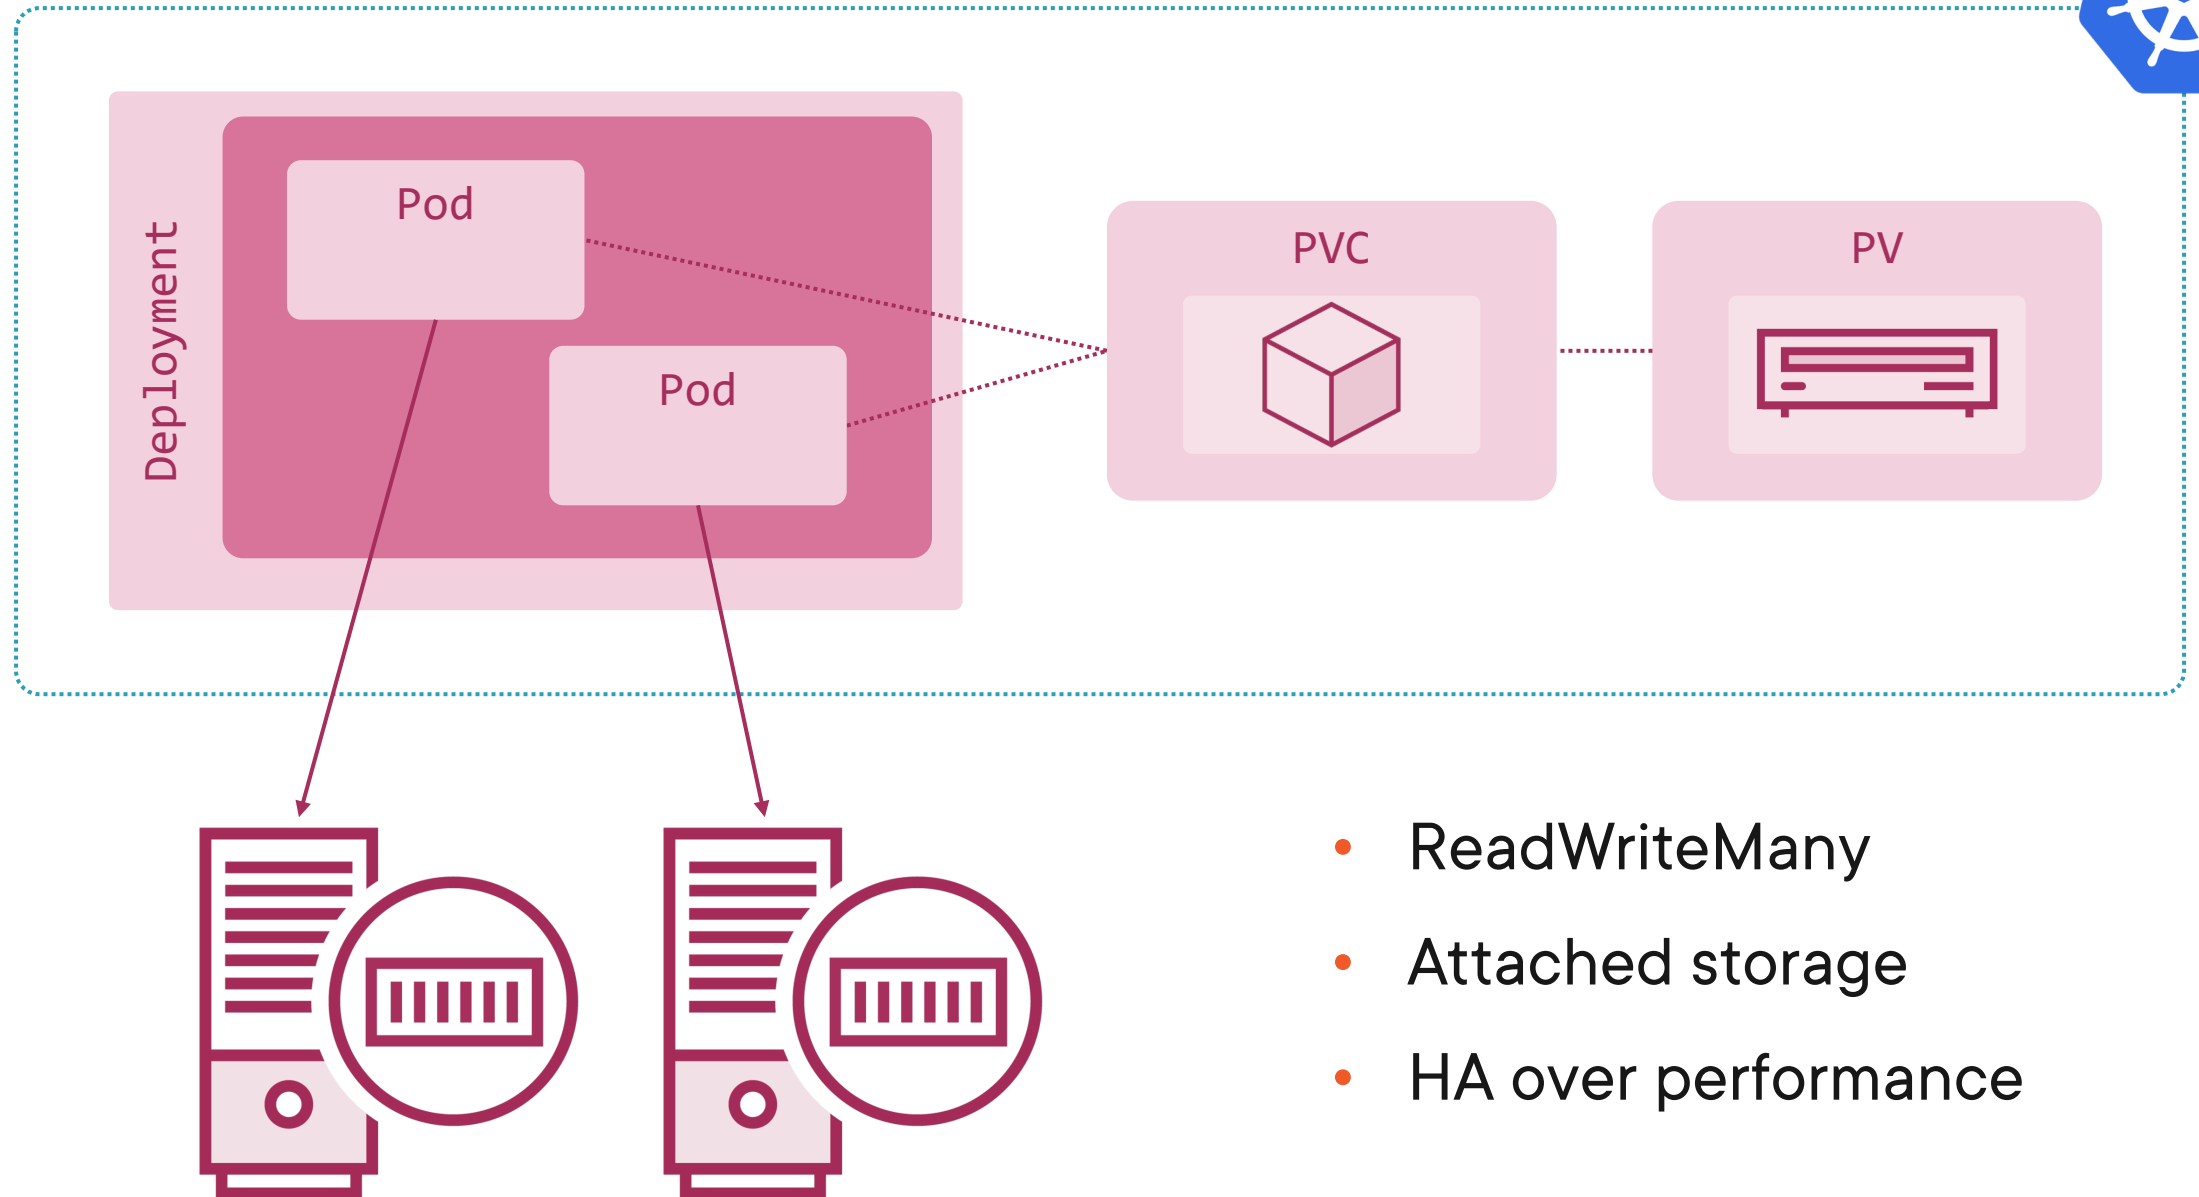 Deployment
Pod
Pod
PVC
PV
ReadWriteMany
Attached storage
HA over performance